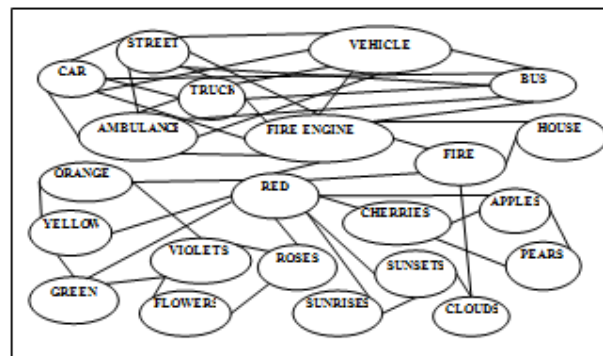 STREET
VEHICLE
CAR
BUS
TRUCK
AMBULANCE
FIRE ENGINE
HOUSE
FIRE
ORANGE
RED
APPLES
CHERRIES
YELLOW
VIOLETS
ROSES
SUNSETS
PEARS
GREEN
FLOWERS
SUNRISES
CLOUDS